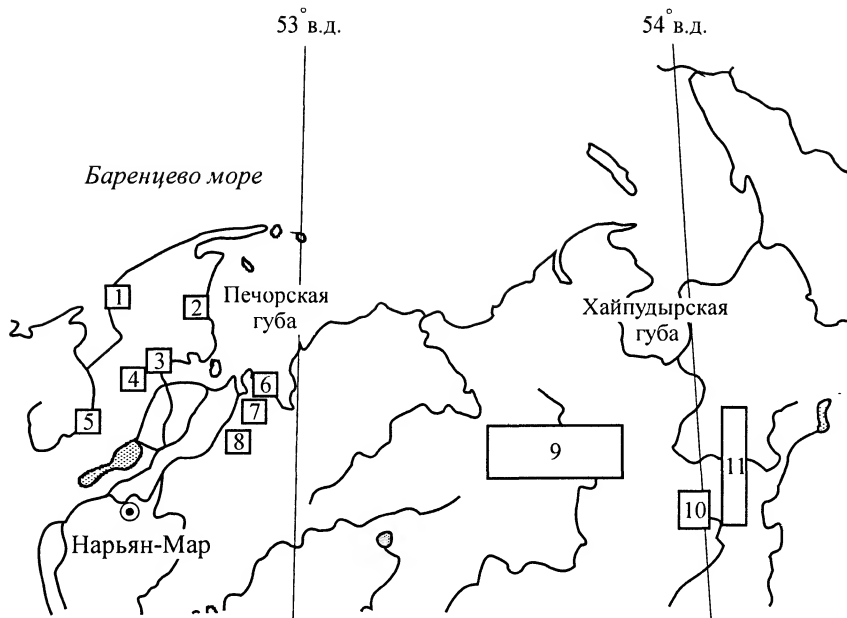 53° в.д.
54° в.д.
Баренцево море
1
2
Печорская
губа
Хайпудырская
губа
3
4
5
6
7
8
9
10
11
Нарьян-Мар